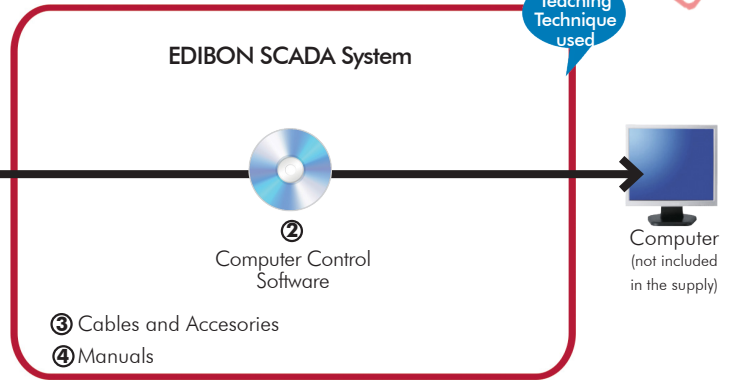 Teaching
Technique
used
EDIBON SCADA System
②
Computer Control
Software
Computer
(not included
in the supply)
③ Cables and Accesories
④ Manuals